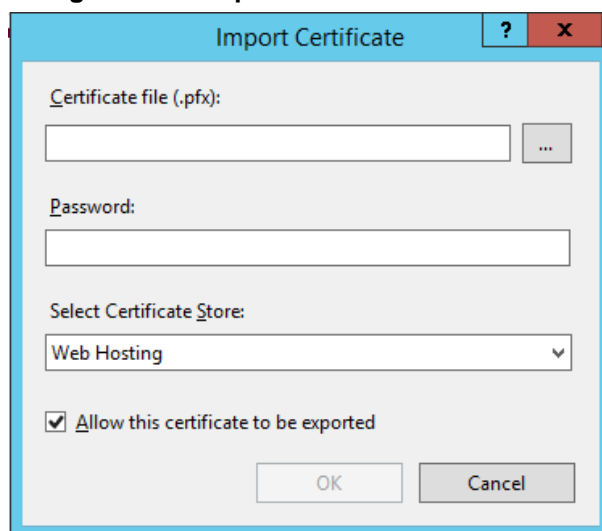 Import Certificate
? x
Certificate file (.pfx):
...
Password:
Select Certificate Store:
Web Hosting
Allow this certificate to be exported
OK Cancel